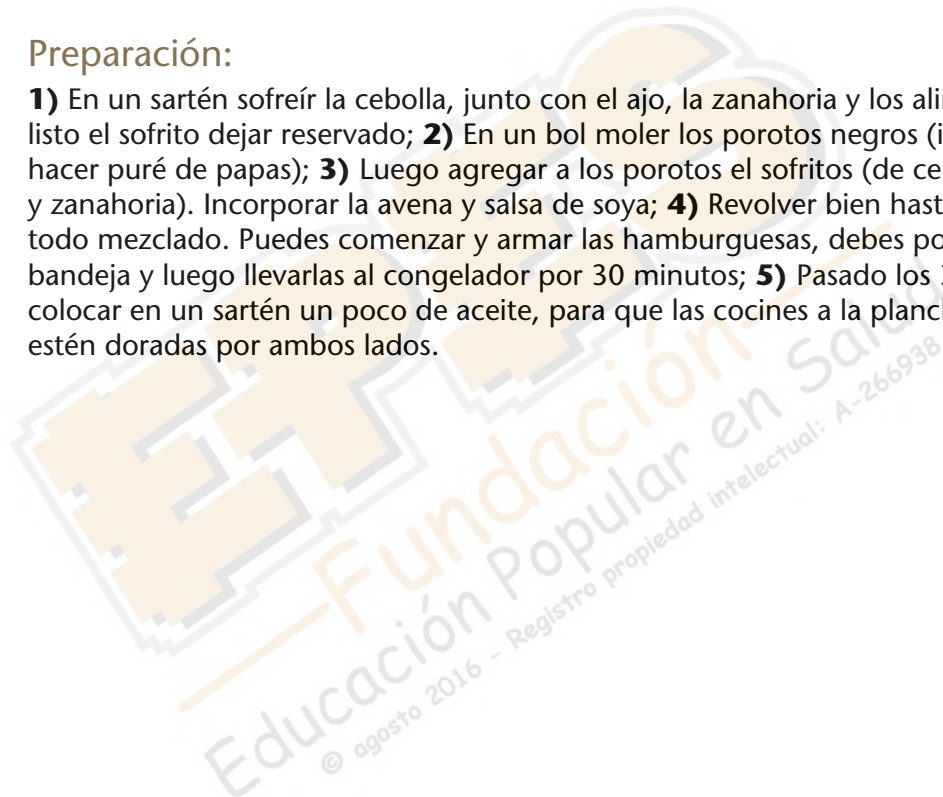 Preparación:
1) En un sartén sofreír la cebolla, junto con el ajo, la zanahoria y los
listo el sofrito dejar reservado; 2) En un bol moler los porotos negros
hacer puré de papas); 3) Luego agregar a los porotos el sofritos (de
y zanahoria). Incorporar la avena y salsa de soya; 4) Revolver bien
todo mezclado. Puedes comenzar y armar las hamburguesas, debes
bandeja y luego llevarlas al congelador por 30 minutos; 5) Pasado los
colocar en un sartén un poco de aceite, para que las cocines a la
estén doradas por ambos lados.
EPES
Fundación
Educación Popular en Salud
© agosto 2016 - Registro propiedad intelectual: A-266938